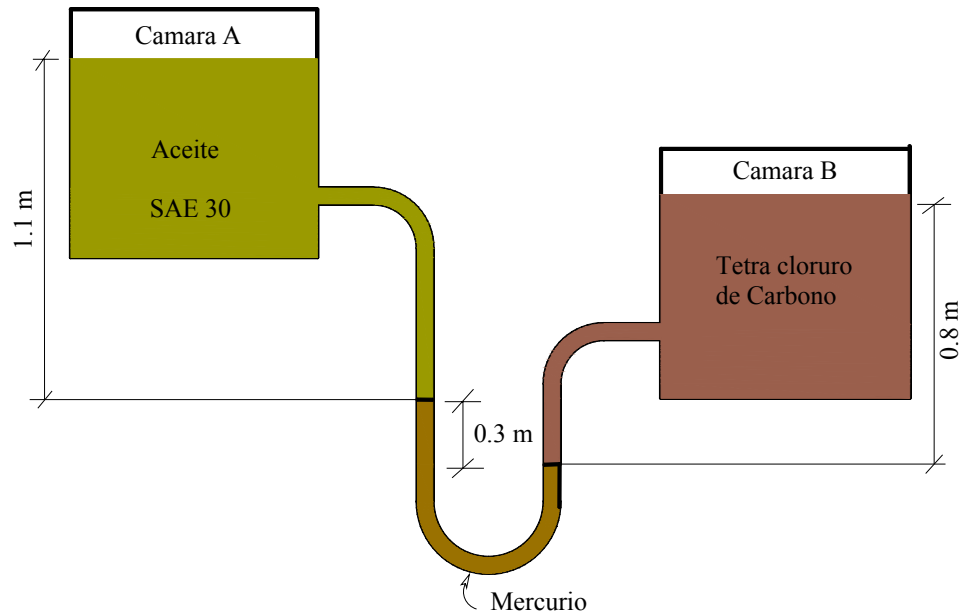 Camara A
Aceite
SAE 30
1.1 m
Camara B
Tetra cloruro
de Carbono
0.8 m
0.3 m
Mercurio